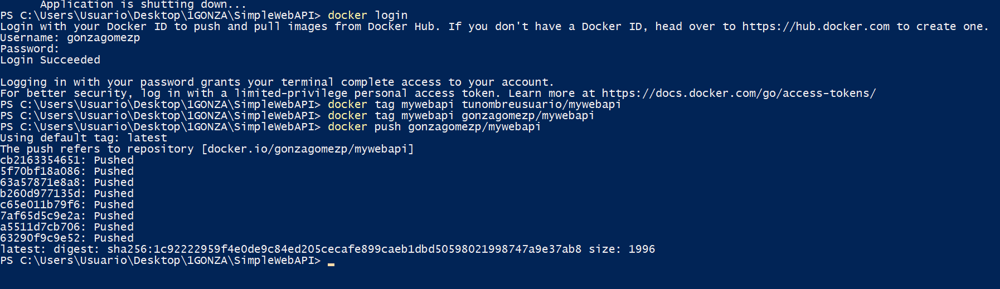 Application is shutting down...
PS C:\Users\Usuario\Desktop\1GONZA\SimpleWebAPI> docker login
Login with your Docker ID to push and pull images from Docker Hub. If you don't have a Docker ID, head over to https://hub.docker.com to create one.
Username: gonzagomezp
Password:
Login Succeeded
Logging in with your password grants your terminal complete access to your account.
For better security, log in with a limited-privilege personal access token. Learn more at https://docs.docker.com/go/access-tokens/
PS C:\Users\Usuario\Desktop\1GONZA\SimpleWebAPI> docker tag mywebapi tunombreusuario/mywebapi
PS C:\Users\Usuario\Desktop\1GONZA\SimpleWebAPI> docker tag mywebapi gonzagomezp/mywebapi
PS C:\Users\Usuario\Desktop\1GONZA\SimpleWebAPI> docker push gonzagomezp/mywebapi
Using default tag: latest
The push refers to repository [docker.io/gonzagomezp/mywebapi]
cb2163354651: Pushed
5f70bf18a086: Pushed
63a57871e8a8: Pushed
b260d977135d: Pushed
c65e011b79f6: Pushed
7af65d5c9e2a: Pushed
a5511d7cb706: Pushed
63290f9c9e52: Pushed
latest: digest: sha256:1c92222959f4e0de9c84ed205cecafe899caeb1dbd50598021998747a9e37ab8 size: 1996
PS C:\Users\Usuario\Desktop\1GONZA\SimpleWebAPI>